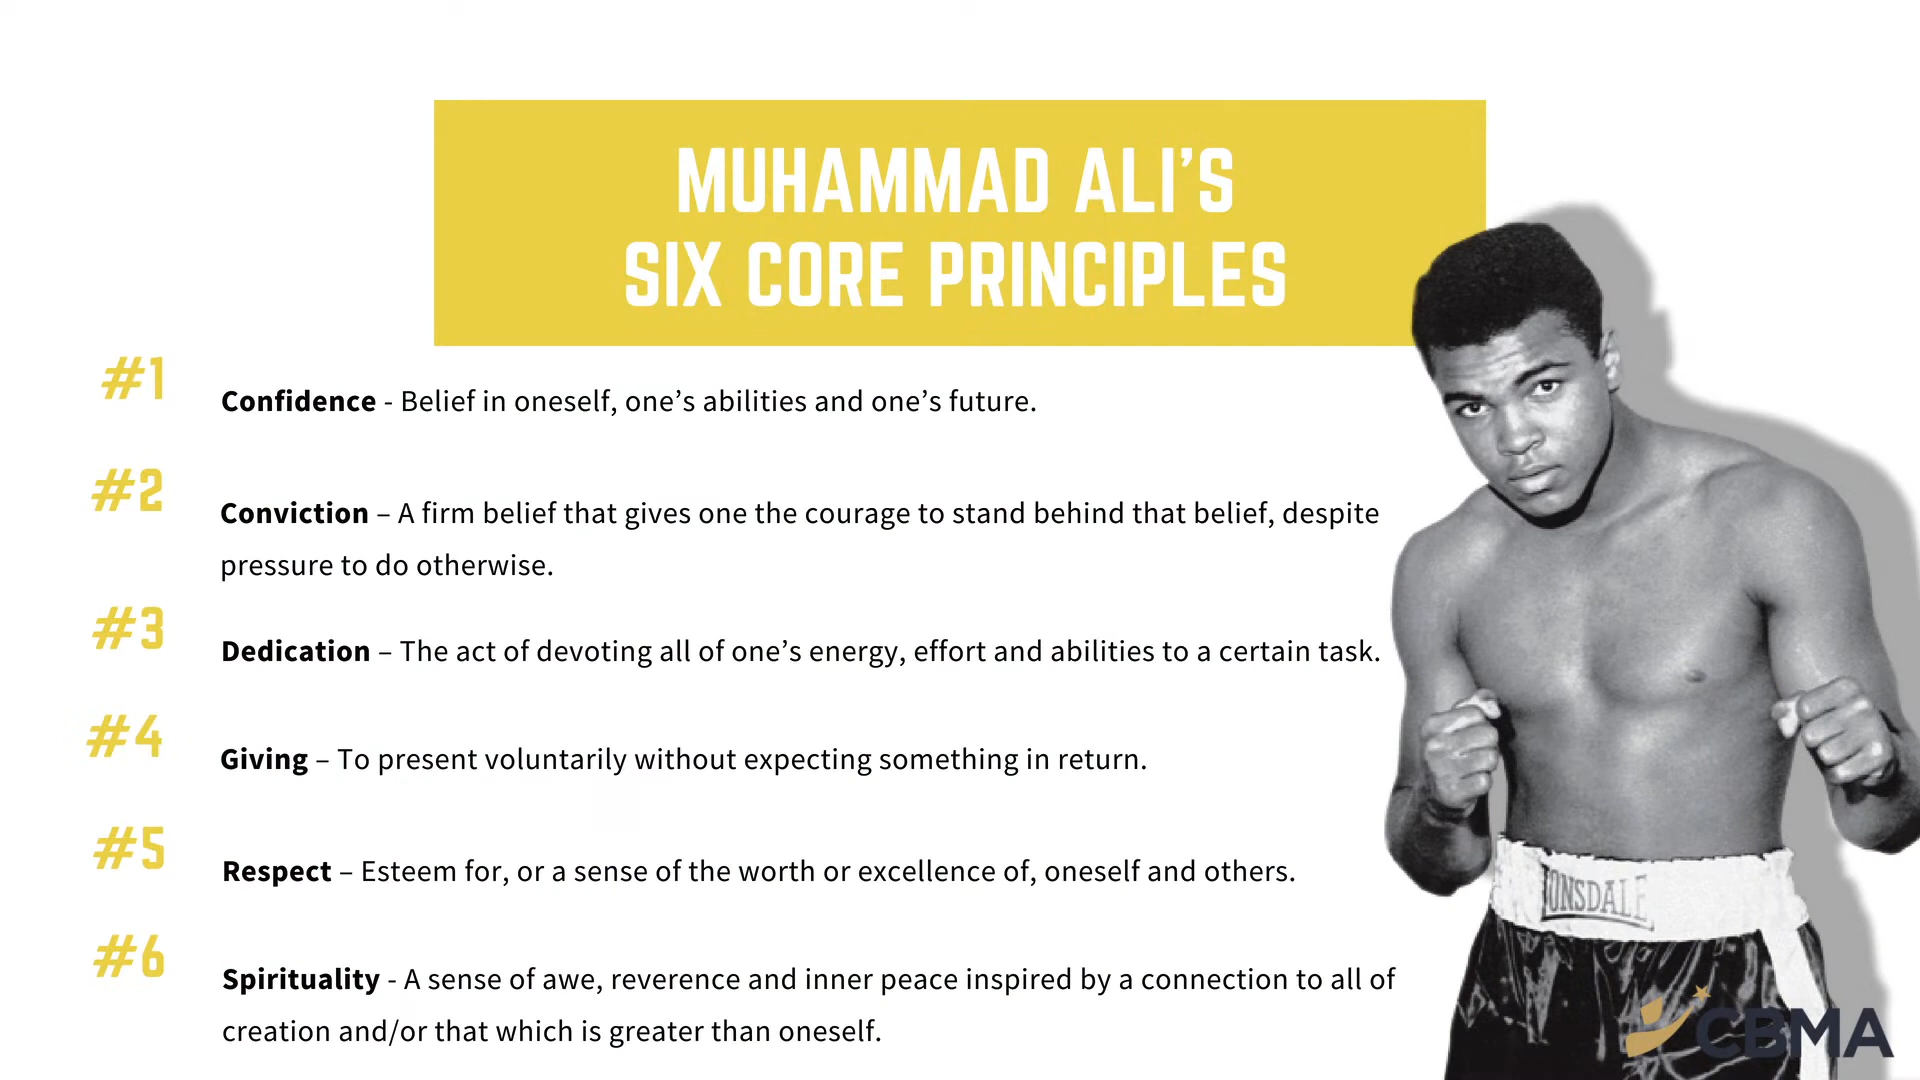 MUHAMMAD ALI’S
SIX CORE PRINCIPLES
#1
Confidence - Belief in oneself, one’s abilities and one’s future.
#2
Conviction – A firm belief that gives one the courage to stand behind that belief, despite
pressure to do otherwise.
#3
Dedication – The act of devoting all of one’s energy, effort and abilities to a certain task.
#4
Giving – To present voluntarily without expecting something in return.
#5
Respect – Esteem for, or a sense of the worth or excellence of, oneself and others.
#6
Spirituality - A sense of awe, reverence and inner peace inspired by a connection to all of
creation and/or that which is greater than oneself.
ONSDALE
CBMA